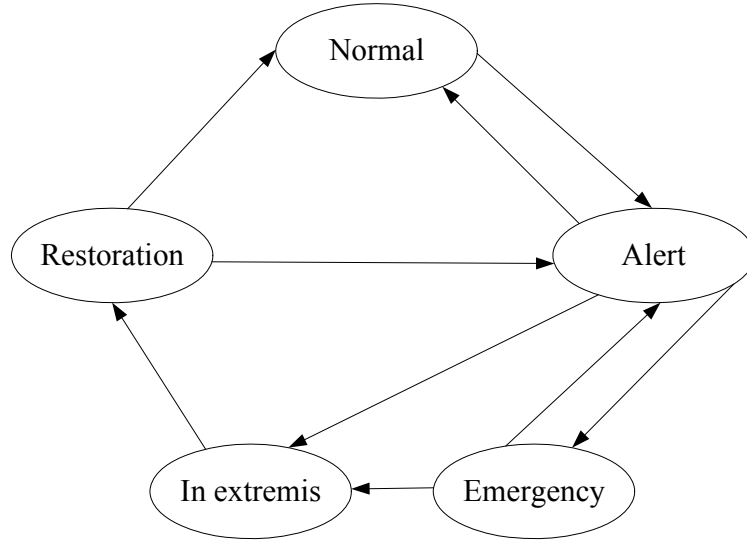 Normal
Restoration
Alert
In extremis
Emergency